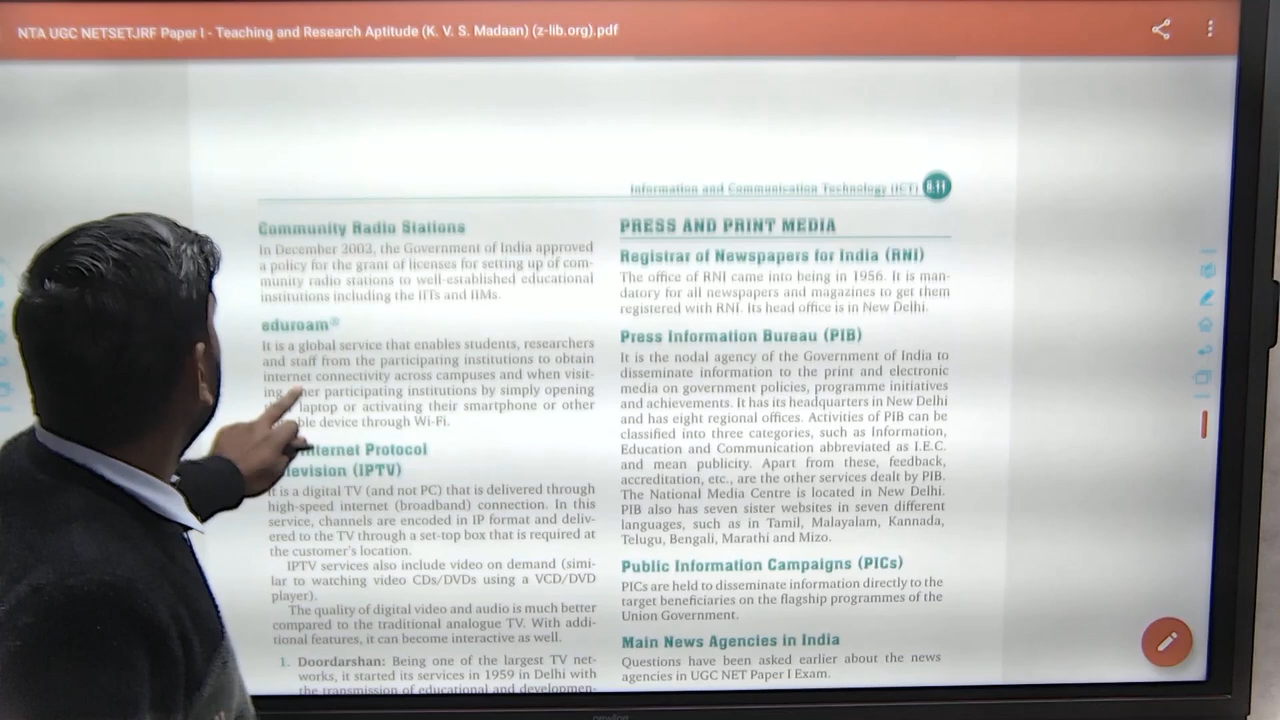 NTA UGC NETSETJRF Paper I - Teaching and Research Aptitude (K. V. S. Madaan) (z-lib.org).pdf
Information and Communication Technology (ICT) 8.11
Community Radio Stations
In December 2002, the Government of India approved
a policy for the grant of licenses for setting up of com-
munity radio stations to well-established educational
institutions including the IITs and IIMs.
eduroam®
It is a global service that enables students, researchers
and staff from the participating institutions to obtain
internet connectivity across campuses and when visit-
ing participating institutions by simply opening
laptop or activating their smartphone or other
device through Wi-Fi.
Internet Protocol
(IPTV)
It is a digital TV (and not PC) that is delivered through
high-speed internet (broadband) connection. In this
service, channels are encoded in IP format and deliv-
ered to the TV through a set-top box that is required at
the customer's location.
IPTV services also include video on demand (simi-
lar to watching video CDs/DVDs using a VCD/DVD
player).
The quality of digital video and audio is much better
compared to the traditional analogue TV. With addi-
tional features, it can become interactive as well.
1. Doordarshan: Being one of the largest TV net-
works, it started its services in 1959 in Delhi with
the transmission of educational and developmen-
PRESS AND PRINT MEDIA
Registrar of Newspapers for India (RNI)
The office of RNI came into being in 1956. It is man-
datory for all newspapers and magazines to get them
registered with RNI. Its head office is in New Delhi.
Press Information Bureau (PIB)
It is the nodal agency of the Government of India to
disseminate information to the print and electronic
media on government policies, programme initiatives
and achievements. It has its headquarters in New Delhi
and has eight regional offices. Activities of PIB can be
classified into three categories, such as Information,
Education and Communication abbreviated as I.E.C.
and mean publicity. Apart from these, feedback,
accreditation, etc., are the other services dealt by PIB.
The National Media Centre is located in New Delhi.
PIB also has seven sister websites in seven different
languages, such as in Tamil, Malayalam, Kannada,
Telugu, Bengali, Marathi and Mizo.
Public Information Campaigns (PICs)
PICs are held to disseminate information directly to the
target beneficiaries on the flagship programmes of the
Union Government.
Main News Agencies in India
Questions have been asked earlier about the news
agencies in UGC NET Paper I Exam.